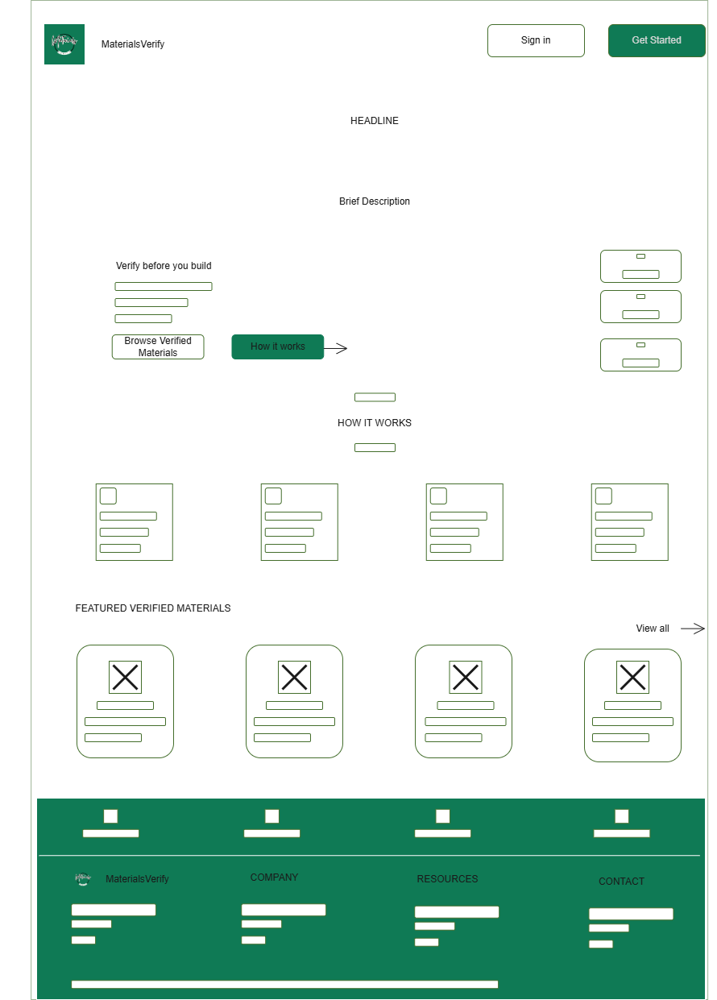 MaterialsVerify
Sign in
Get Started
HEADLINE
Brief Description
Verify before you build
Browse Verified
Materials
How it works
HOW IT WORKS
FEATURED VERIFIED MATERIALS
View all
MaterialsVerify
COMPANY
RESOURCES
CONTACT